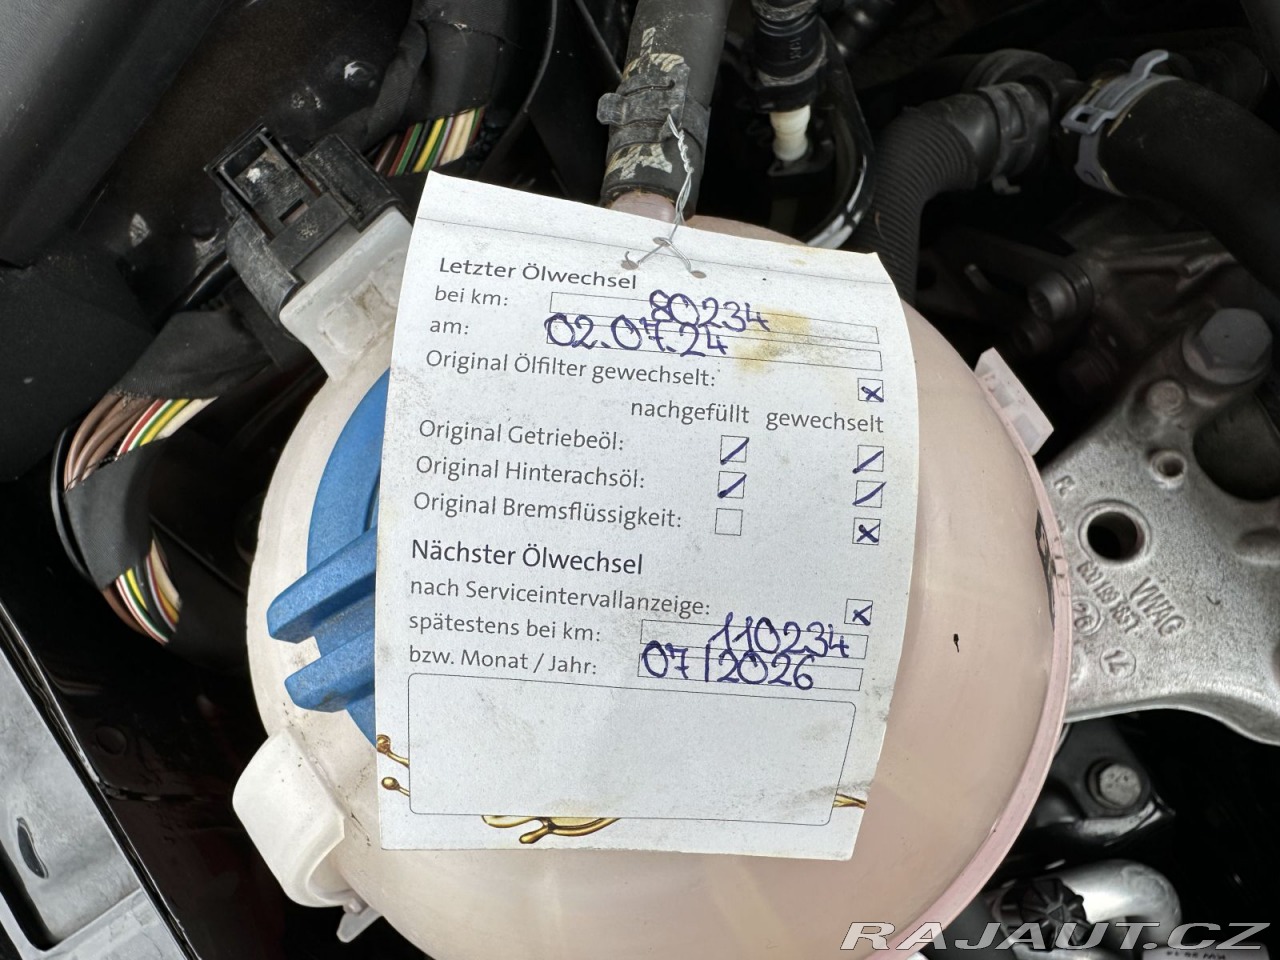 Letzter Ölwechsel
bei km: 80234
am: 02.07.24
Original Ölfilter gewechselt:
nachgefüllt gewechselt
Original Getriebeöl:
Original Hinterachsöl:
Original Bremsflüssigkeit:
Nächster Ölwechsel
nach Serviceintervallanzeige:
spätestens bei km: 110234
bzw. Monat / Jahr: 07/2026
VWAG
RAJAUT.CZ